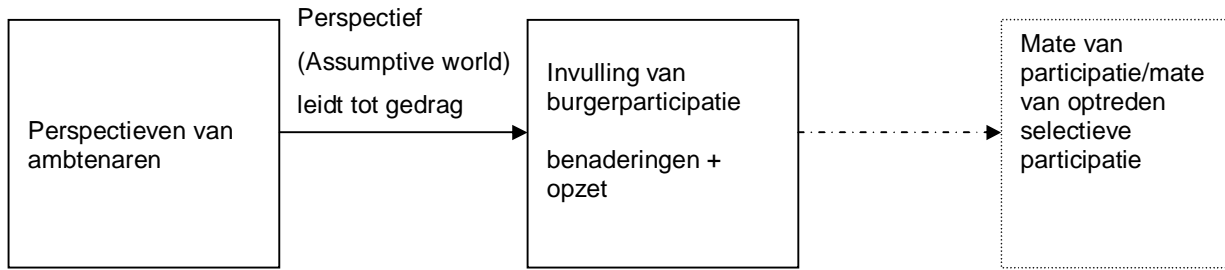 Perspectieven van
ambtenaren
Perspectief
(Assumptive world)
leidt tot gedrag
Invulling van
burgerparticipatie
benaderingen +
opzet
Mate van
participatie/mate
van optreden
selectieve
participatie